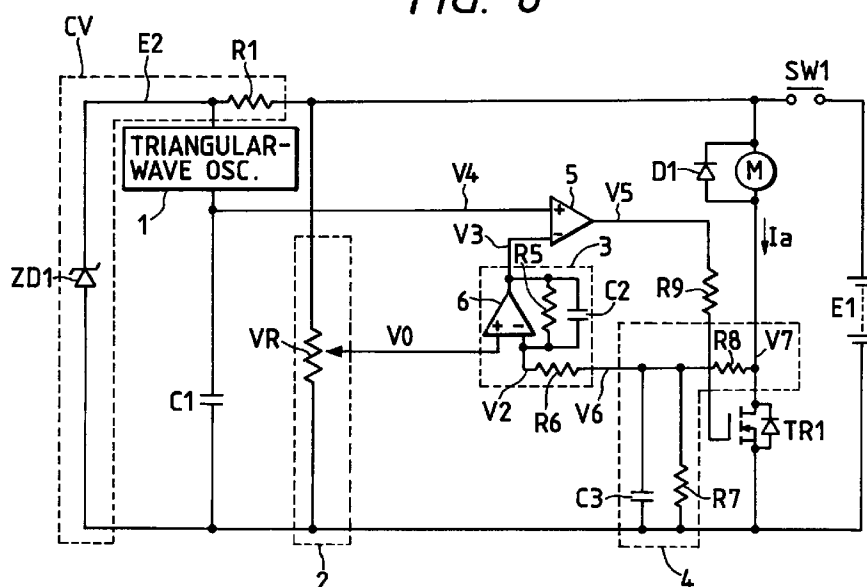 FIG. 6
CV
E2
R1
SW1
TRIANGULAR-
WAVE OSC.
1
V4
5
V5
D1
M
V3
3
Ia
R5
ZD1
6
C2
R9
E1
VR
V0
R8
V7
C1
V2
R6
V6
TR1
C3
R7
2
4